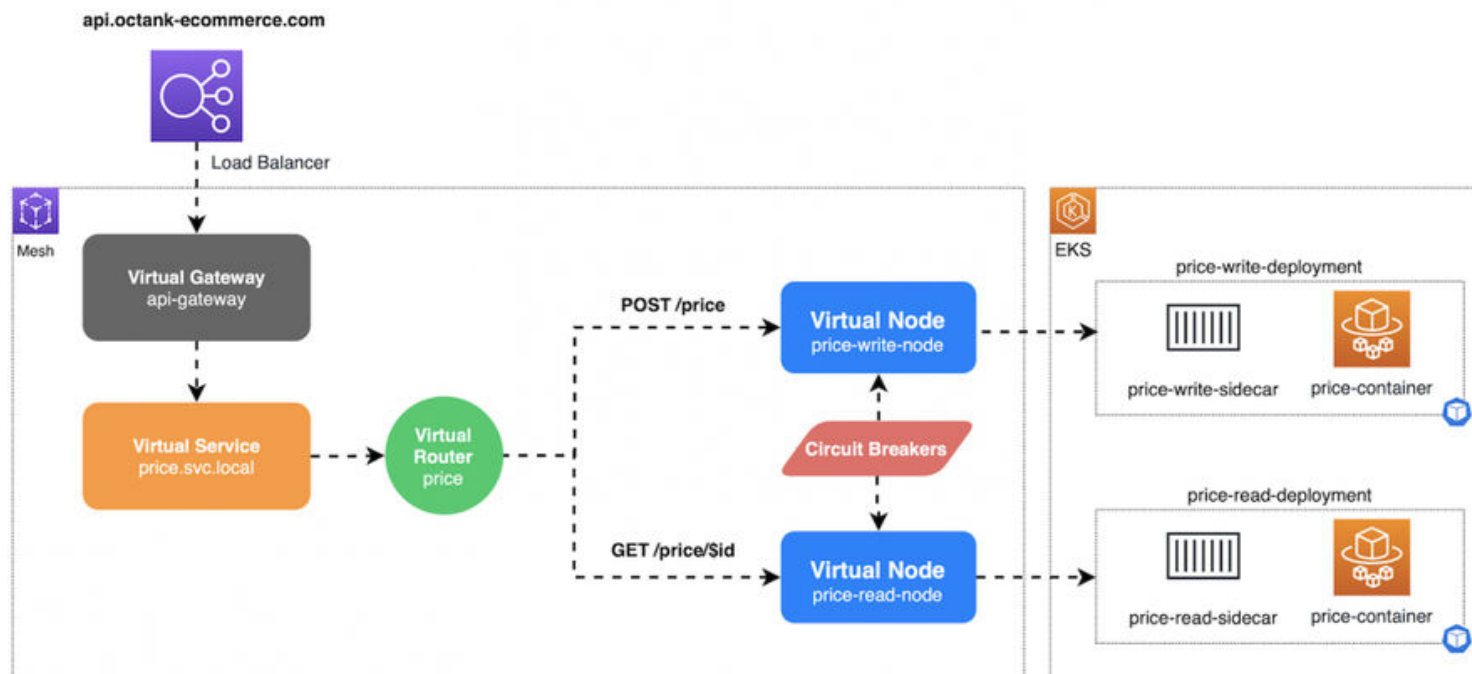 api.octank-ecommerce.com
Load Balancer
Mesh
EKS
Virtual Gateway
api-gateway
Virtual Service
price.svc.local
Virtual
Router
price
POST /price
GET /price/$id
Virtual Node
price-write-node
Circuit Breakers
Virtual Node
price-read-node
price-write-deployment
price-write-sidecar
price-container
price-read-deployment
price-read-sidecar
price-container
K